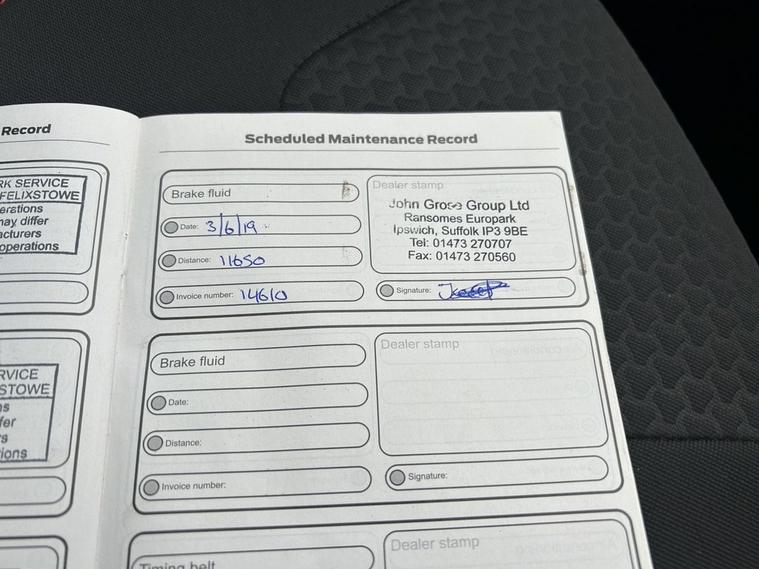 Record
RK SERVICE
FELIXSTOWE
erations
may differ
acturers
operations
RVICE
STOWE
ns
fer
rs
ions
Scheduled Maintenance Record
Brake fluid
Date: 3/6/19
Distance: 11650
Invoice number: 14610
Dealer stamp
John Grose Group Ltd
Ransomes Europark
Ipswich, Suffolk IP3 9BE
Tel: 01473 270707
Fax: 01473 270560
Signature:
Brake fluid
Date:
Distance:
Invoice number:
Dealer stamp
Signature:
Timing belt
Dealer stamp